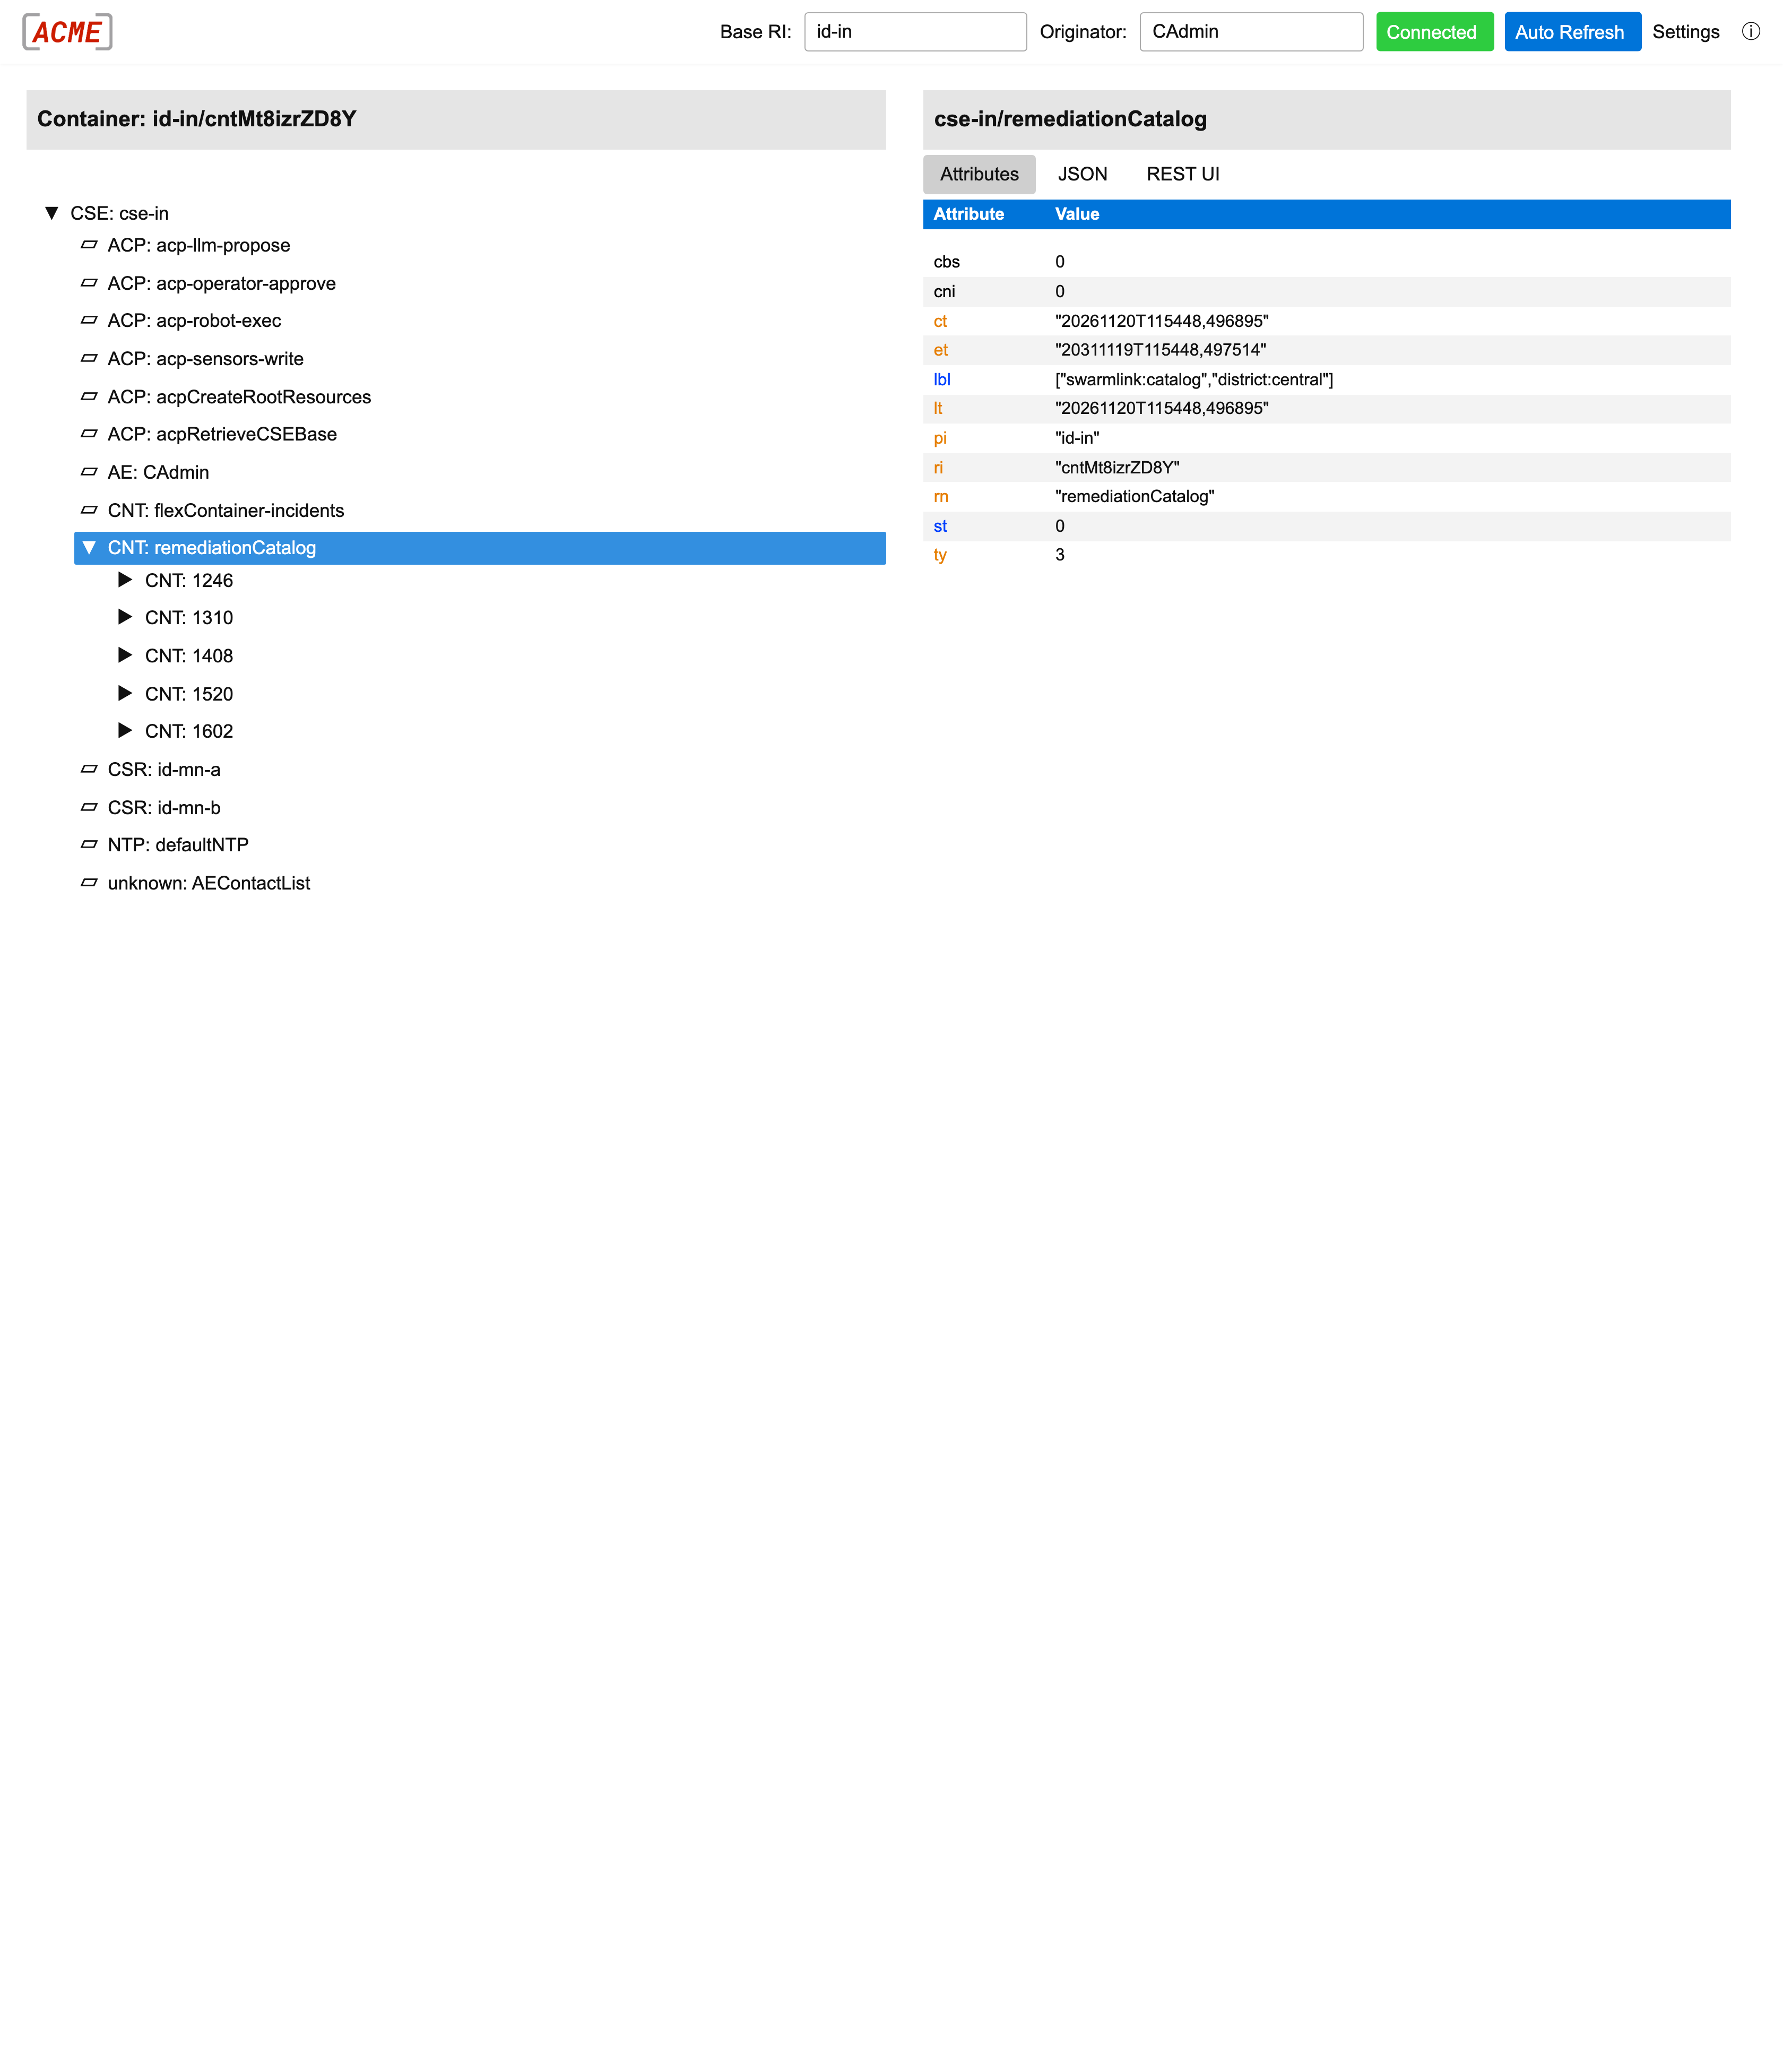 ACME Base RI: id-in Originator: CAdmin Connected Auto Refresh Settings ⓘ
Container: id-in/cntMt8izrZD8Y
CSE: cse-in
ACP: acp-llm-propose
ACP: acp-operator-approve
ACP: acp-robot-exec
ACP: acp-sensors-write
ACP: acpCreateRootResources
ACP: acpRetrieveCSEBase
AE: CAdmin
CNT: flexContainer-incidents
CNT: remediationCatalog
CNT: 1246
CNT: 1310
CNT: 1408
CNT: 1520
CNT: 1602
CSR: id-mn-a
CSR: id-mn-b
NTP: defaultNTP
unknown: AEContactList
cse-in/remediationCatalog
Attributes JSON REST UI
Attribute Value
cbs 0
cni 0
ct "20261120T115448,496895"
et "20311119T115448,497514"
lbl ["swarmlink:catalog","district:central"]
lt "20261120T115448,496895"
pi "id-in"
ri "cntMt8izrZD8Y"
rn "remediationCatalog"
st 0
ty 3